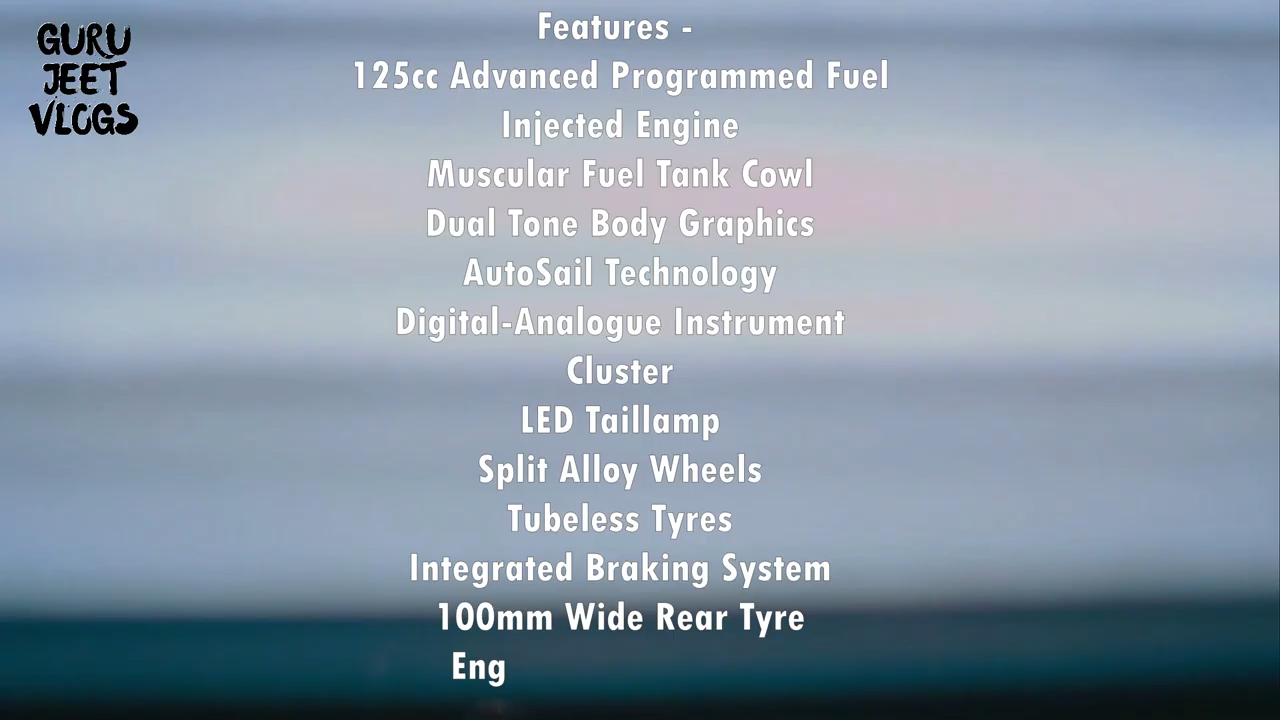 GURU
JEET
VLOGS
Features -
125cc Advanced Programmed Fuel
Injected Engine
Muscular Fuel Tank Cowl
Dual Tone Body Graphics
AutoSail Technology
Digital-Analogue Instrument
Cluster
LED Taillamp
Split Alloy Wheels
Tubeless Tyres
Integrated Braking System
100mm Wide Rear Tyre
Eng